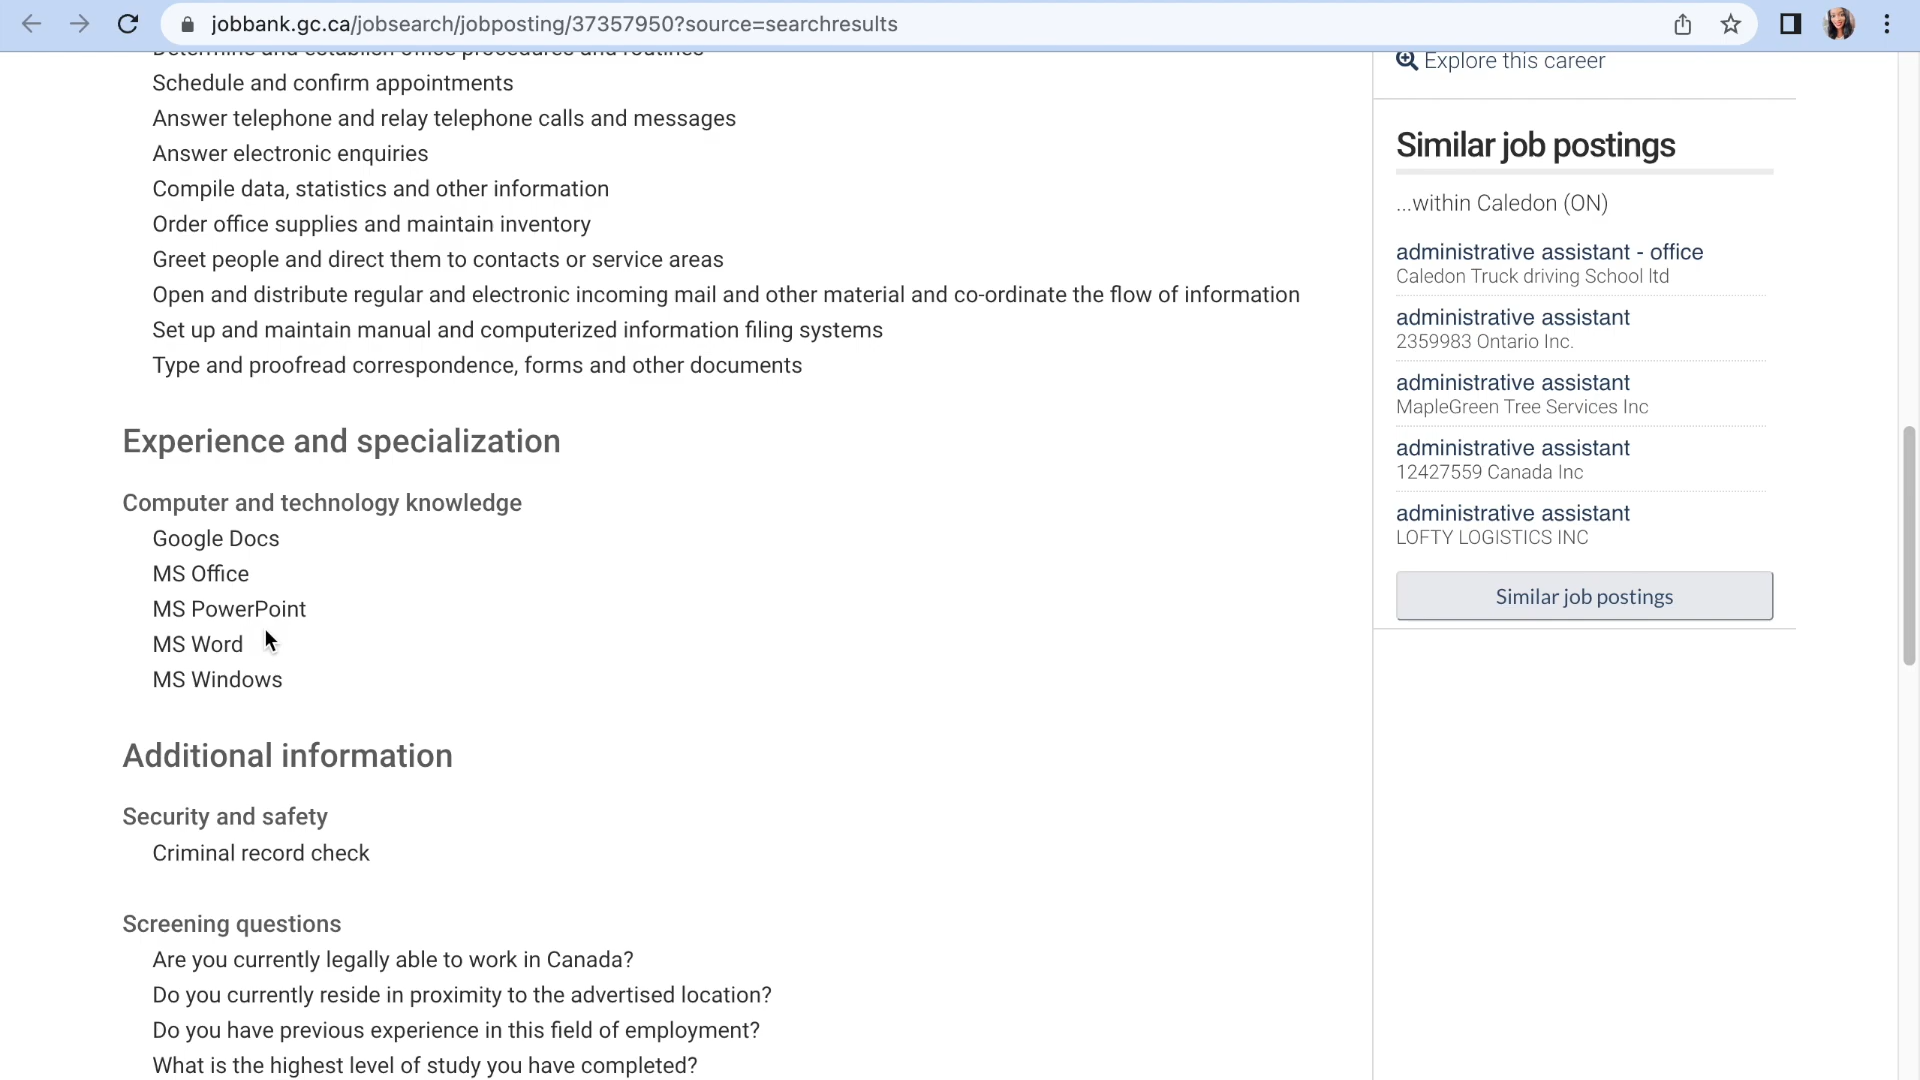 jobbank.gc.ca/jobsearch/jobposting/37357950?source=searchresults
Determine and establish office procedures and routines
Schedule and confirm appointments
Answer telephone and relay telephone calls and messages
Answer electronic enquiries
Compile data, statistics and other information
Order office supplies and maintain inventory
Greet people and direct them to contacts or service areas
Open and distribute regular and electronic incoming mail and other material and co-ordinate the flow of information
Set up and maintain manual and computerized information filing systems
Type and proofread correspondence, forms and other documents
Experience and specialization
Computer and technology knowledge
Google Docs
MS Office
MS PowerPoint
MS Word
MS Windows
Additional information
Security and safety
Criminal record check
Screening questions
Are you currently legally able to work in Canada?
Do you currently reside in proximity to the advertised location?
Do you have previous experience in this field of employment?
What is the highest level of study you have completed?
Explore this career
Similar job postings
...within Caledon (ON)
administrative assistant - office
Caledon Truck driving School ltd
administrative assistant
2359983 Ontario Inc.
administrative assistant
MapleGreen Tree Services Inc
administrative assistant
12427559 Canada Inc
administrative assistant
LOFTY LOGISTICS INC
Similar job postings